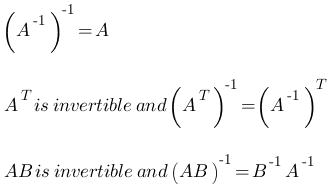 (A^-1)^-1 = A
A^T is invertible and (A^T)^-1 = (A^-1)^T
AB is invertible and (AB)^-1 = B^-1 A^-1